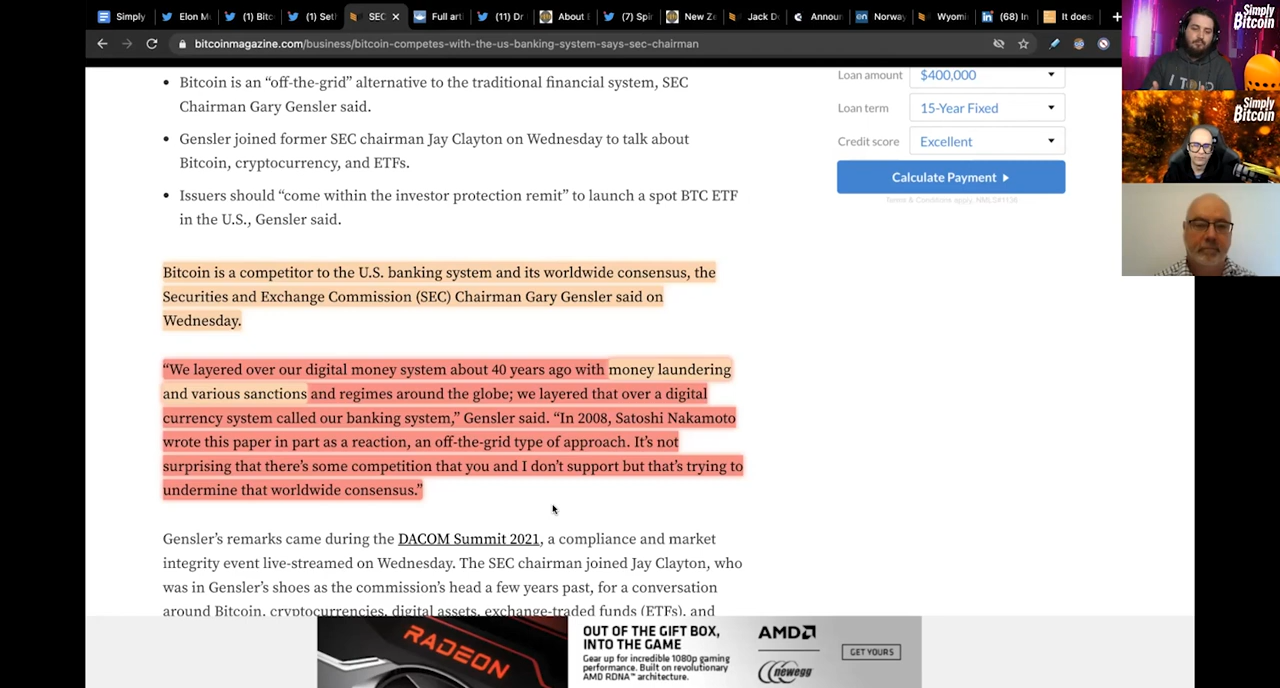 Simply
Elon M
(1) Bitc
(1) Set
SEC
Full art
(11) Dr
About E
(7) Spir
New Ze
Jack Do
Announ
Norway
Wyomi
(68) In
It does
bitcoinmagazine.com/business/bitcoin-competes-with-the-us-banking-system-says-sec-chairman
Simply
Bitcoin
Simply
Bitcoin
Bitcoin is an “off-the-grid” alternative to the traditional financial system, SEC
Chairman Gary Gensler said.
Gensler joined former SEC chairman Jay Clayton on Wednesday to talk about
Bitcoin, cryptocurrency, and ETFs.
Issuers should “come within the investor protection remit” to launch a spot BTC ETF
in the U.S., Gensler said.
Loan amount $400,000
Loan term 15-Year Fixed
Credit score Excellent
Calculate Payment
Terms & Conditions apply. NMLS#1136
Bitcoin is a competitor to the U.S. banking system and its worldwide consensus, the
Securities and Exchange Commission (SEC) Chairman Gary Gensler said on
Wednesday.
“We layered over our digital money system about 40 years ago with money laundering
and various sanctions and regimes around the globe; we layered that over a digital
currency system called our banking system,” Gensler said. “In 2008, Satoshi Nakamoto
wrote this paper in part as a reaction, an off-the-grid type of approach. It’s not
surprising that there’s some competition that you and I don’t support but that’s trying to
undermine that worldwide consensus.”
Gensler’s remarks came during the DACOM Summit 2021, a compliance and market
integrity event live-streamed on Wednesday. The SEC chairman joined Jay Clayton, who
was in Gensler’s shoes as the commission’s head a few years past, for a conversation
around Bitcoin, cryptocurrencies, digital assets, exchange-traded funds (ETFs), and
RADEON
OUT OF THE GIFT BOX,
INTO THE GAME
Gear up for incredible 1080p gaming
performance. Built on revolutionary
AMD RDNA™ architecture.
AMD
newegg
GET YOURS